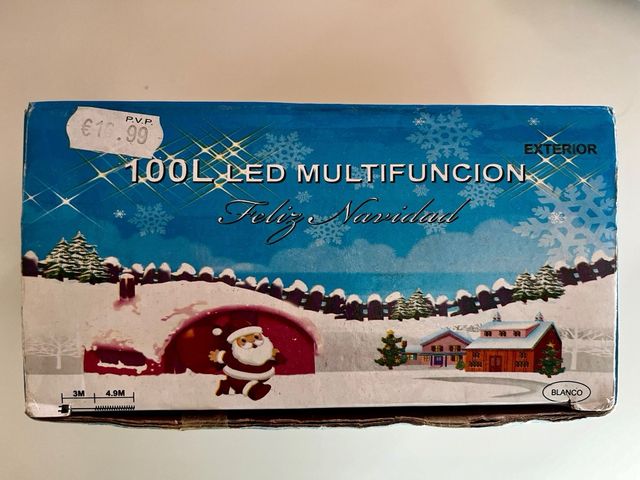 P.V.P.
EXTERIOR
100L LED MULTIFUNCION
Feliz Navidad
3M 4.9M
BLANCO